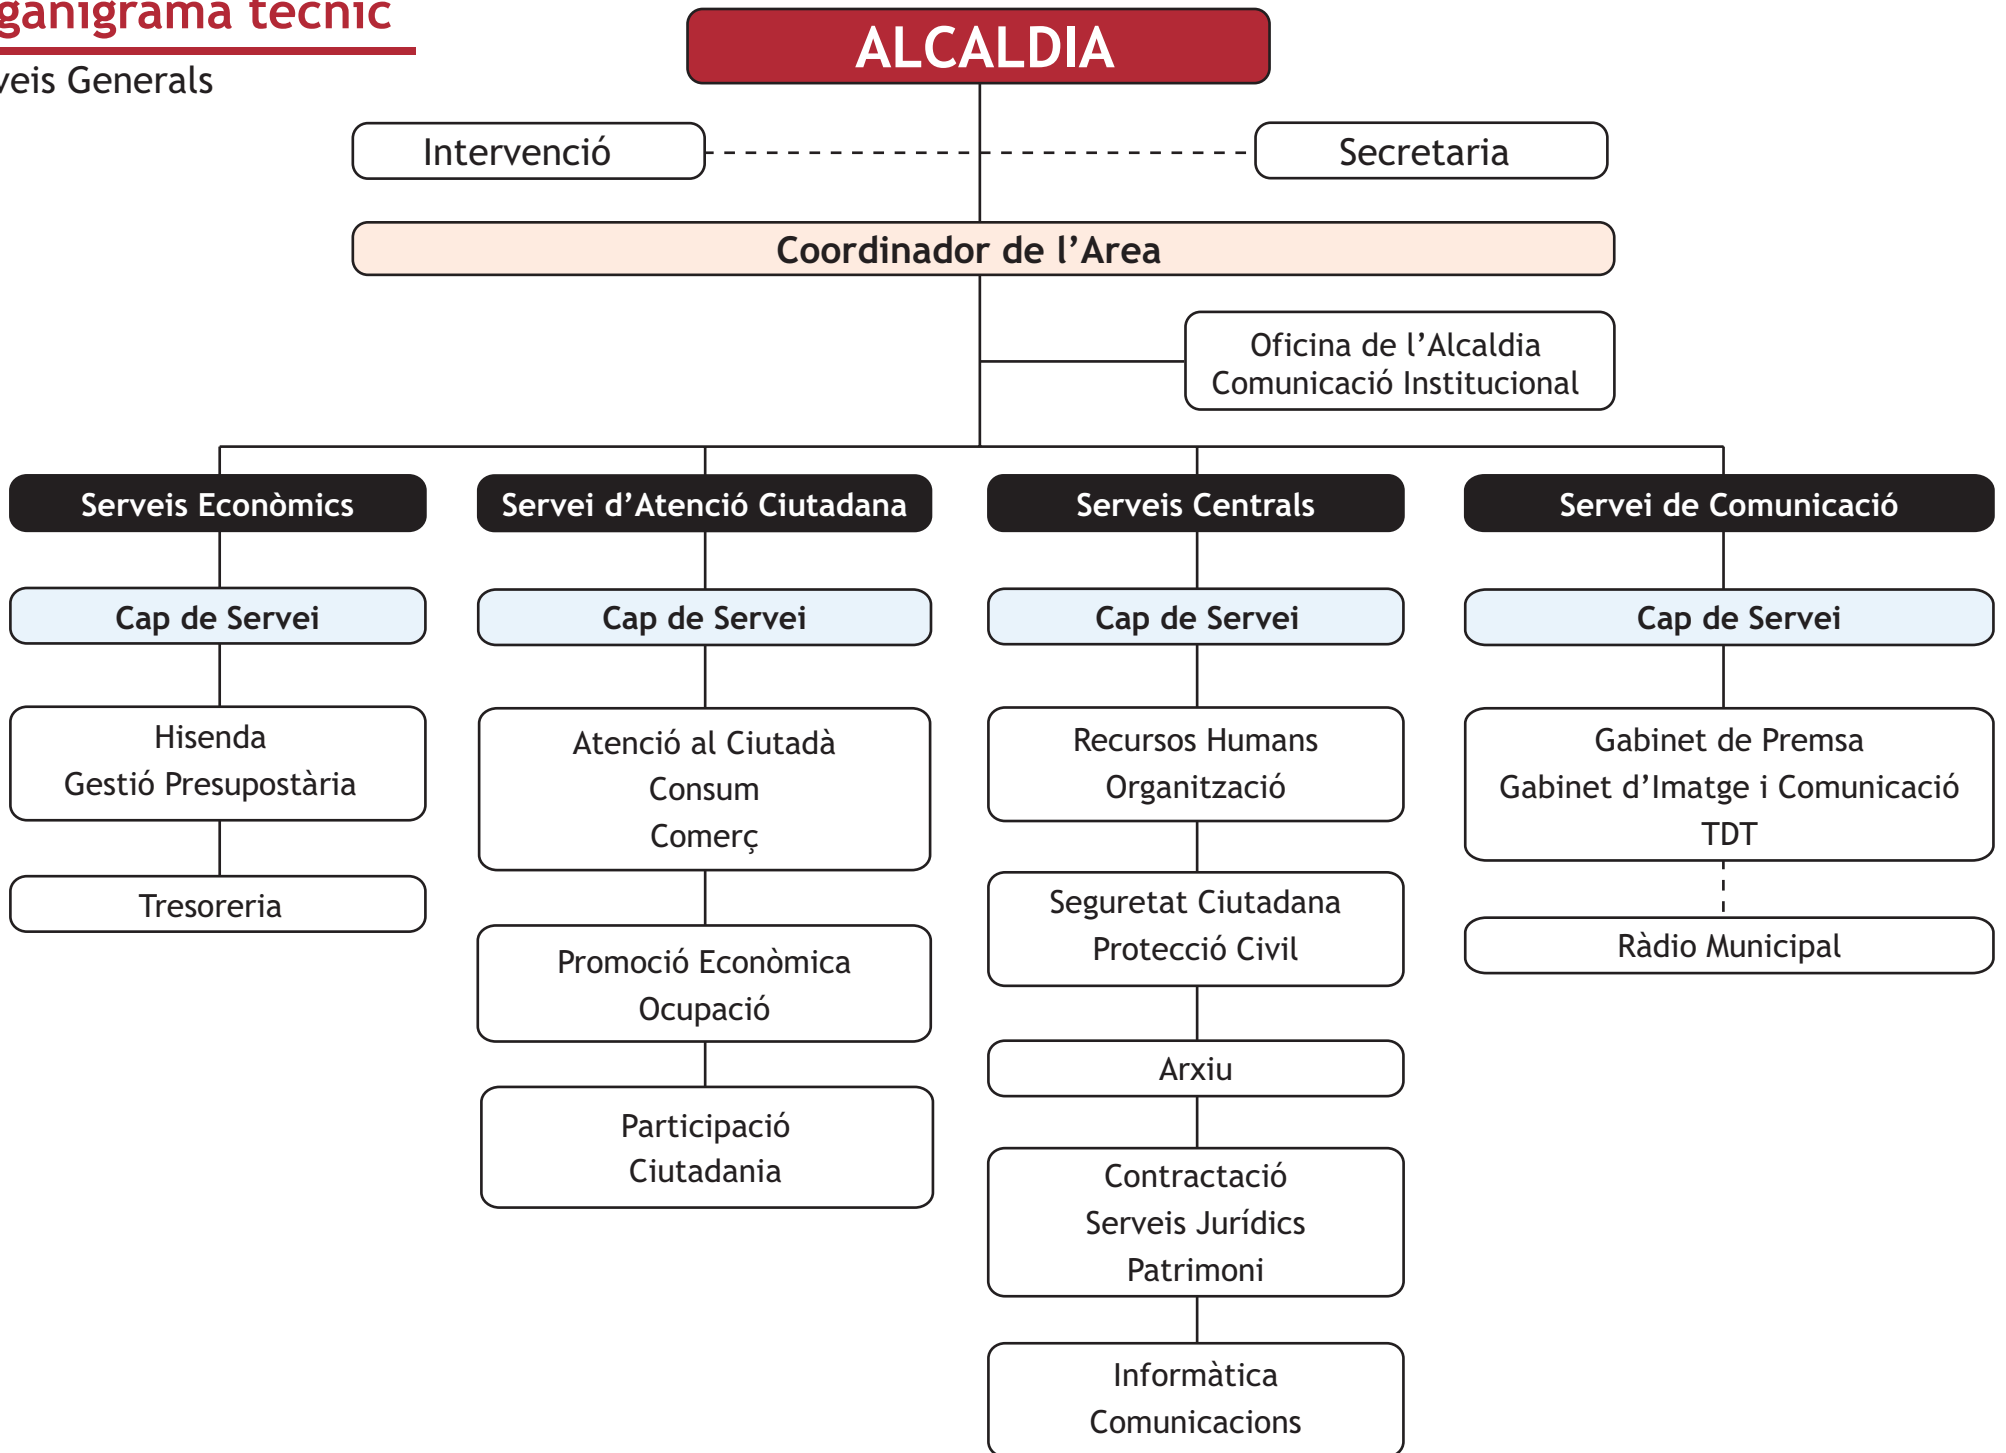 ganigrama tècnic
veis Generals
ALCALDIA
Intervenció
Secretaria
Coordinador de l’Area
Oficina de l’Alcaldia
Comunicació Institucional
Serveis Econòmics
Cap de Servei
Hisenda
Gestió Presupostària
Tresoreria
Servei d’Atenció Ciutadana
Cap de Servei
Atenció al Ciutadà
Consum
Comerç
Promoció Econòmica
Ocupació
Participació
Ciutadania
Serveis Centrals
Cap de Servei
Recursos Humans
Organització
Seguretat Ciutadana
Protecció Civil
Arxiu
Contractació
Serveis Jurídics
Patrimoni
Informàtica
Comunicacions
Servei de Comunicació
Cap de Servei
Gabinet de Premsa
Gabinet d’Imatge i Comunicació
TDT
Ràdio Municipal